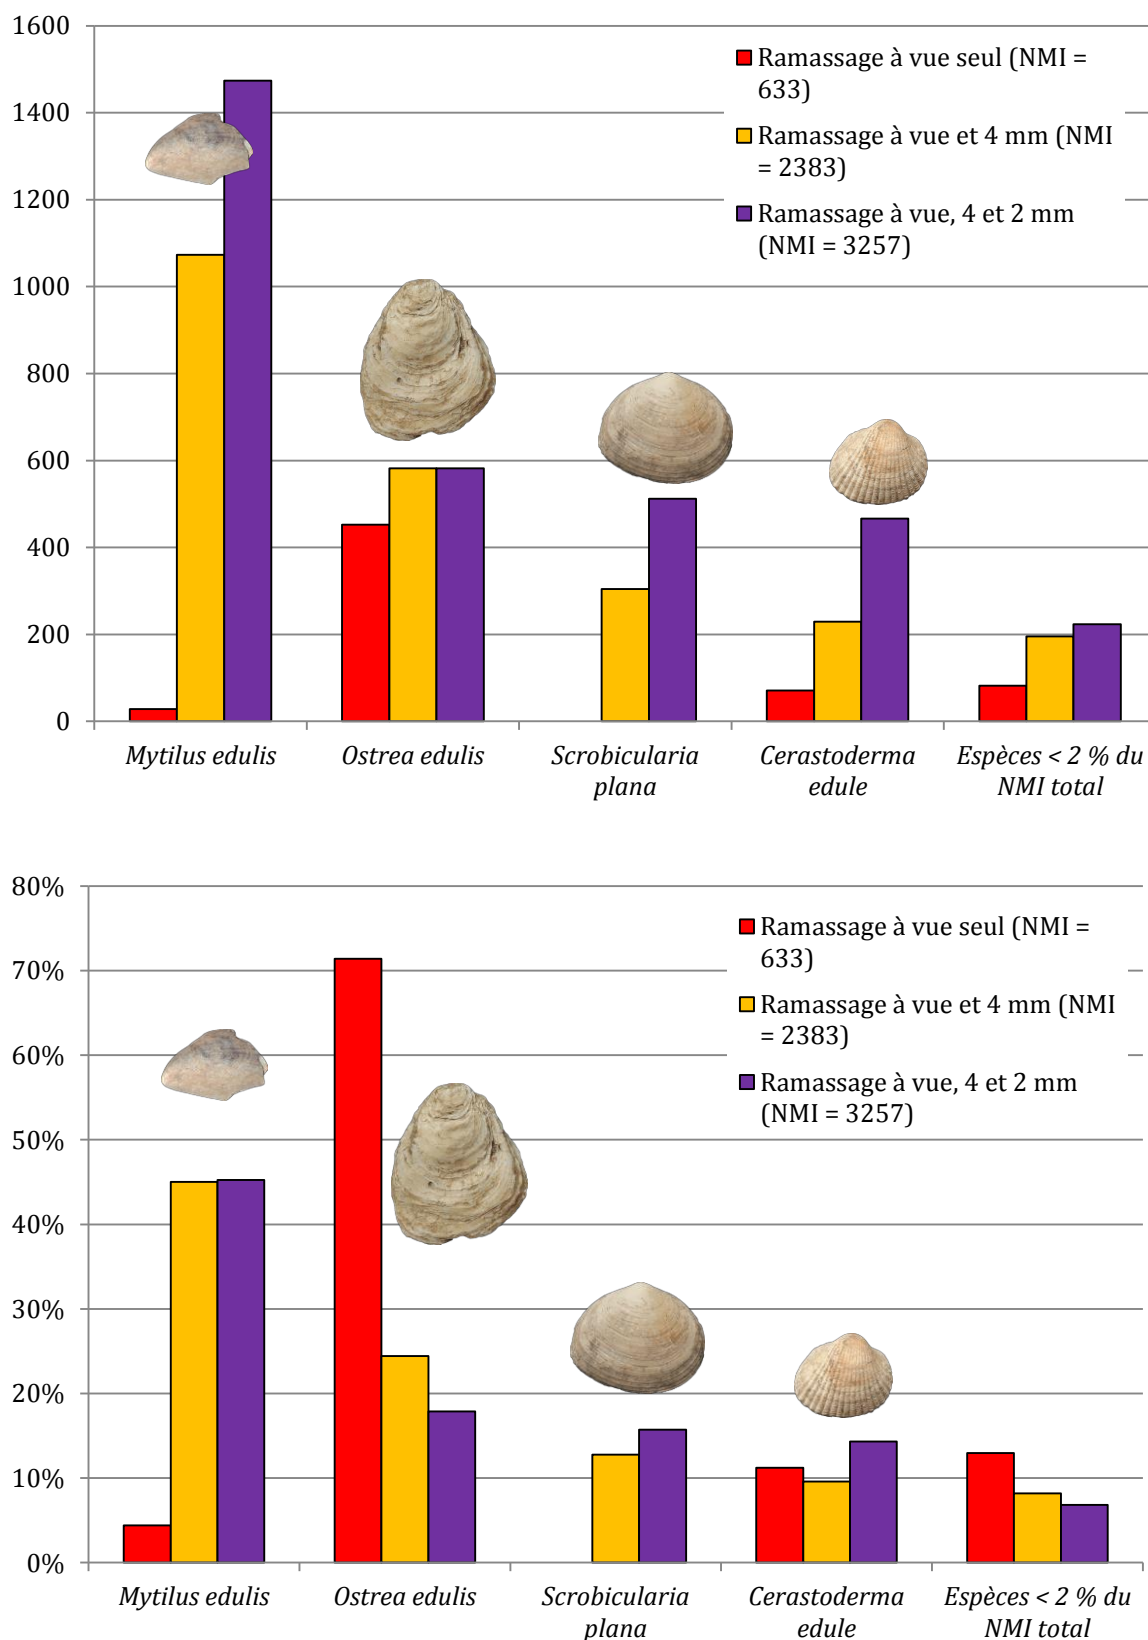 1600
1400
1200
1000
800
600
400
200
0
Ramassage à vue seul (NMI =
633)
Ramassage à vue et 4 mm (NMI
= 2383)
Ramassage à vue, 4 et 2 mm
(NMI = 3257)
Mytilus edulis
Ostrea edulis
Scrobicularia
plana
Cerastoderma
edule
Espèces < 2 % du
NMI total
80%
70%
60%
50%
40%
30%
20%
10%
0%
Ramassage à vue seul (NMI =
633)
Ramassage à vue et 4 mm (NMI
= 2383)
Ramassage à vue, 4 et 2 mm
(NMI = 3257)
Mytilus edulis
Ostrea edulis
Scrobicularia
plana
Cerastoderma
edule
Espèces < 2 % du
NMI total